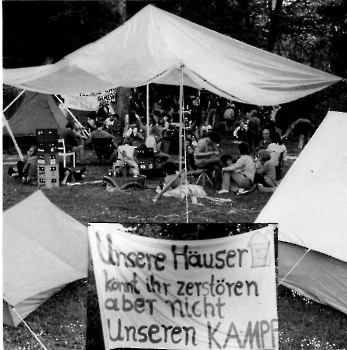 Unsere Häuser
könnt ihr zerstören
aber nicht
Unseren KAMPF